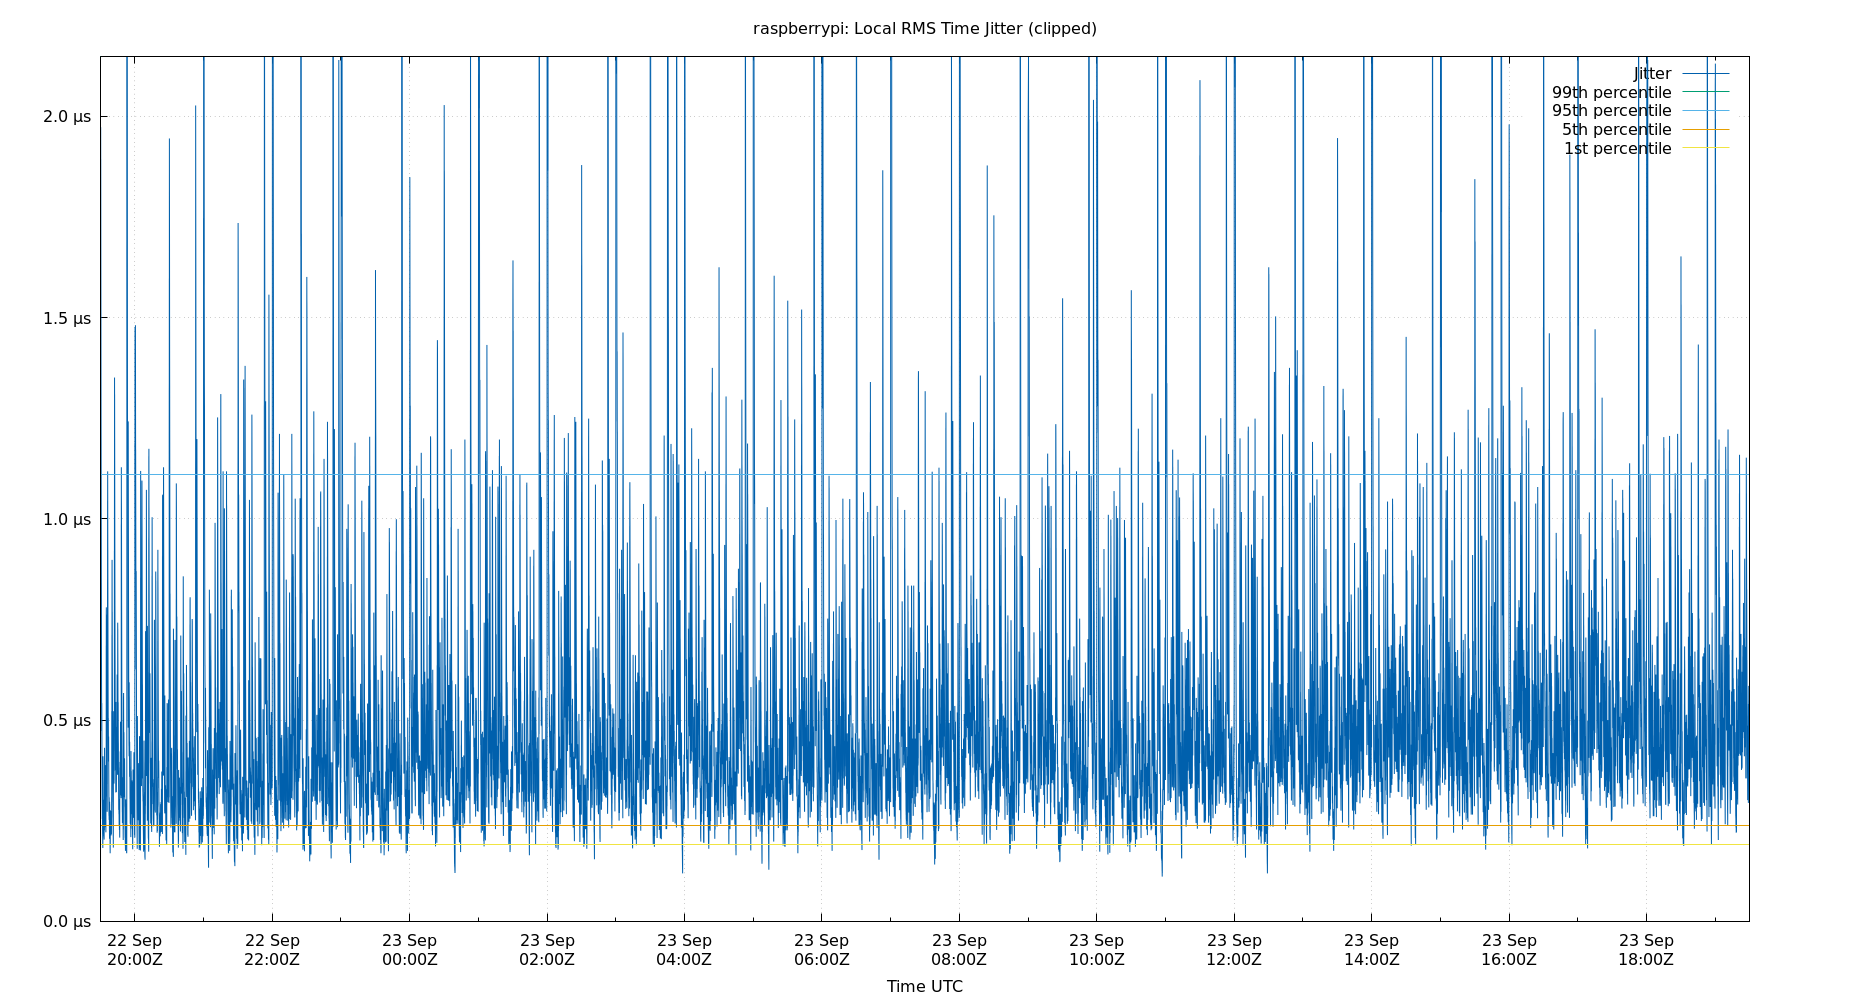 raspberrypi: Local RMS Time Jitter (clipped)
Jitter
99th percentile
95th percentile
5th percentile
1st percentile
2.0 µs
1.5 µs
1.0 µs
0.5 µs
0.0 µs
22 Sep 22 Sep 23 Sep 23 Sep 23 Sep 23 Sep 23 Sep 23 Sep 23 Sep 23 Sep 23 Sep 23 Sep
20:00Z 22:00Z 00:00Z 02:00Z 04:00Z 06:00Z 08:00Z 10:00Z 12:00Z 14:00Z 16:00Z 18:00Z
Time UTC